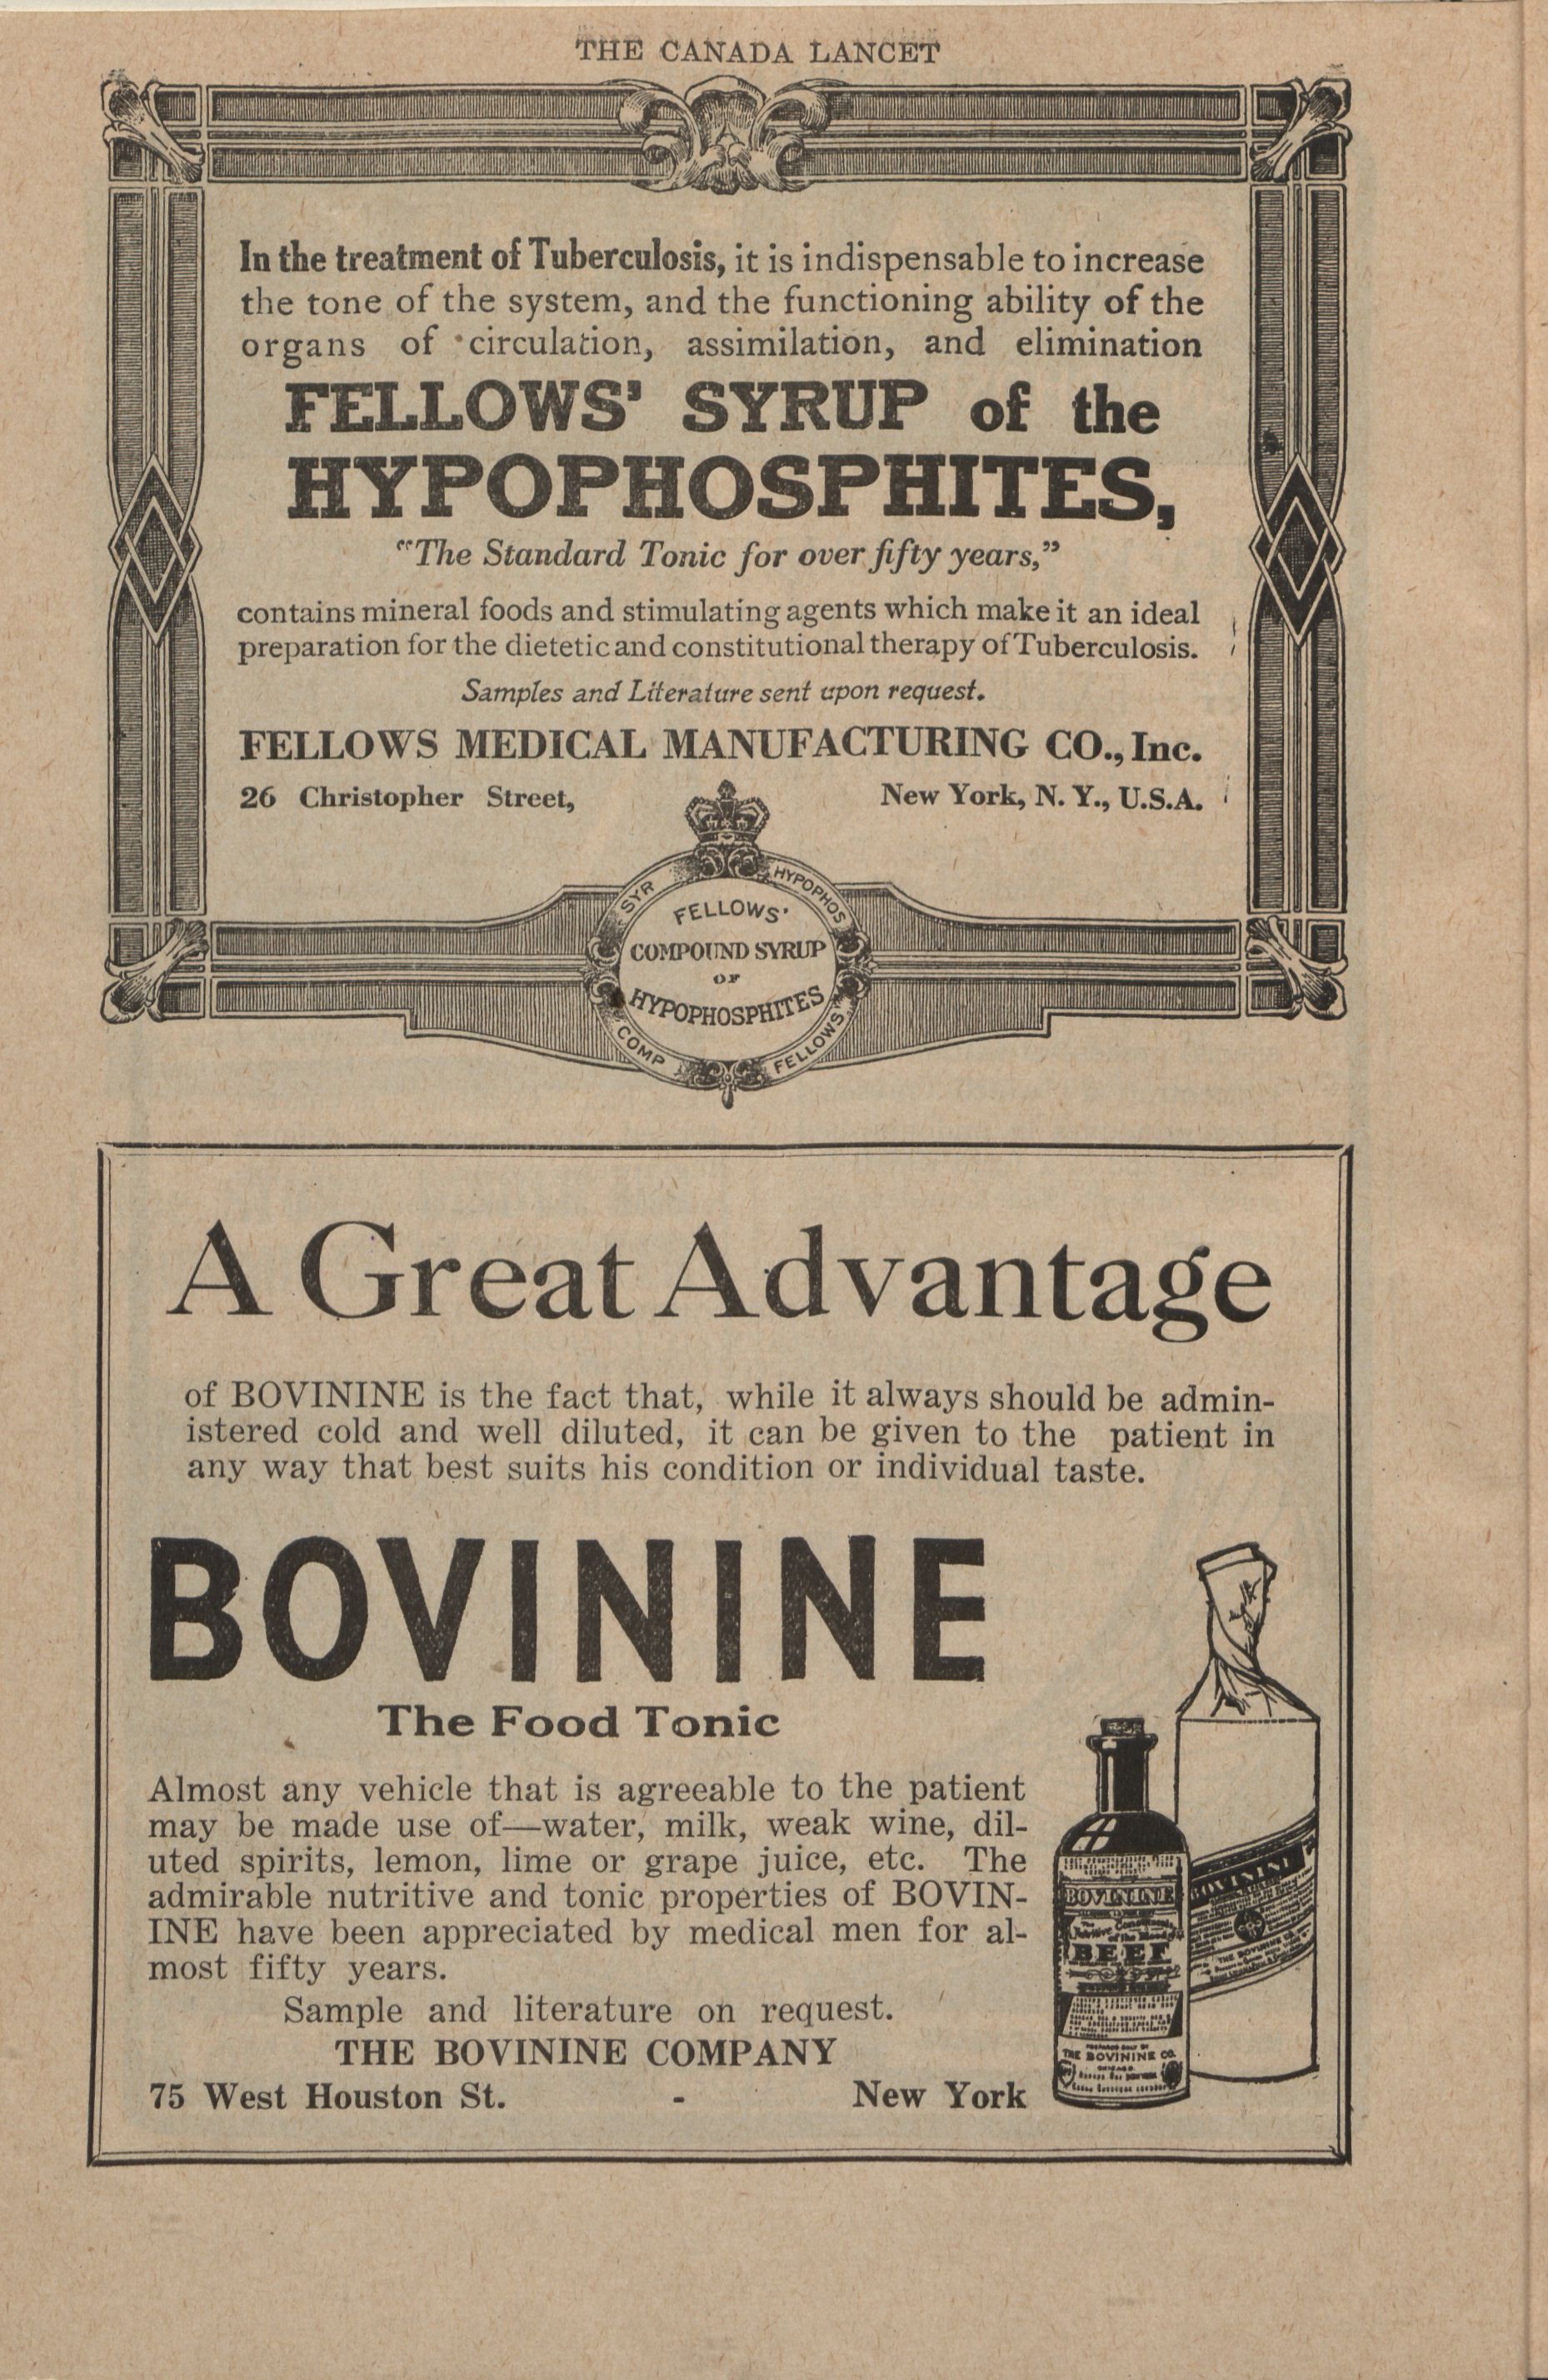 THE CANADA LANCET
In the treatment of Tuberculosis, it is indispensable to increase
the tone of the system, and the functioning ability of the
organs of circulation, assimilation, and elimination
FELLOWS' SYRUP of the
HYPOPHOSPHITES,
"The Standard Tonic for over fifty years,"
contains mineral foods and stimulating agents which make it an ideal
preparation for the dietetic and constitutional therapy of Tuberculosis.
Samples and Literature sent upon request.
FELLOWS MEDICAL MANUFACTURING CO., Inc.
26 Christopher Street, New York, N. Y., U.S.A.
SYR HYPOPHOS
FELLOWS'
COMPOUND SYRUP
OF
HYPOPHOSPHITES
COMP FELLOWS
A Great Advantage
of BOVININE is the fact that, while it always should be admin-
istered cold and well diluted, it can be given to the patient in
any way that best suits his condition or individual taste.
BOVININE
The Food Tonic
Almost any vehicle that is agreeable to the patient
may be made use of—water, milk, weak wine, dil-
uted spirits, lemon, lime or grape juice, etc. The
admirable nutritive and tonic properties of BOVIN-
INE have been appreciated by medical men for al-
most fifty years.
Sample and literature on request.
THE BOVININE COMPANY
75 West Houston St. - New York
BOVININE
BEEF
THE BOVININE CO.
BOVININE